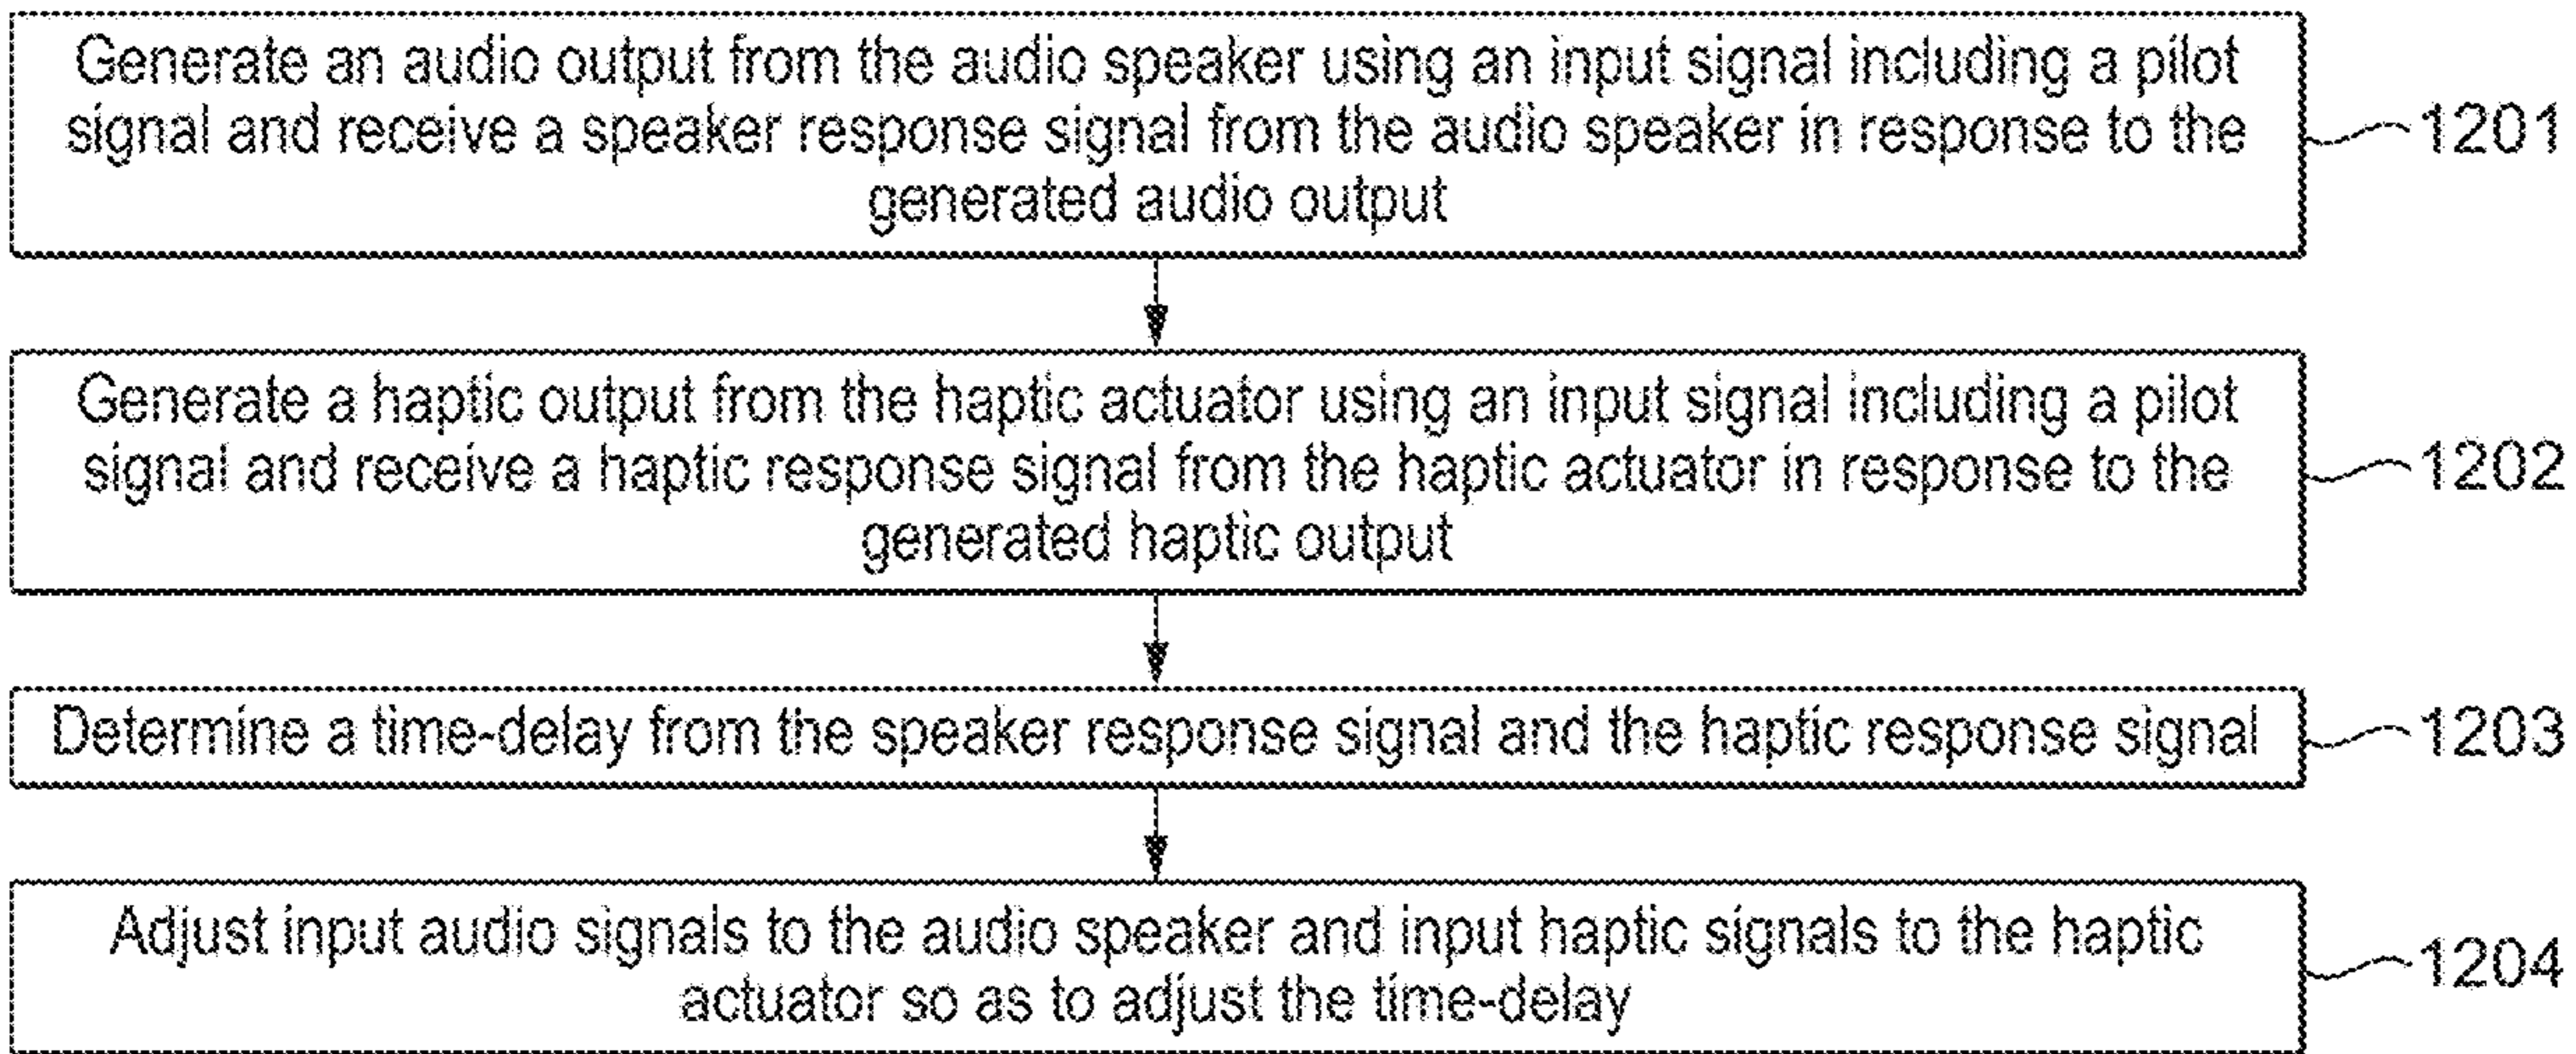 Generate an audio output from the audio speaker using an input signal including a pilot
signal and receive a speaker response signal from the audio speaker in response to the
generated audio output
1201
Generate a haptic output from the haptic actuator using an input signal including a pilot
signal and receive a haptic response signal from the haptic actuator in response to the
generated haptic output
1202
Determine a time-delay from the speaker response signal and the haptic response signal
1203
Adjust input audio signals to the audio speaker and input haptic signals to the haptic
actuator so as to adjust the time-delay
1204